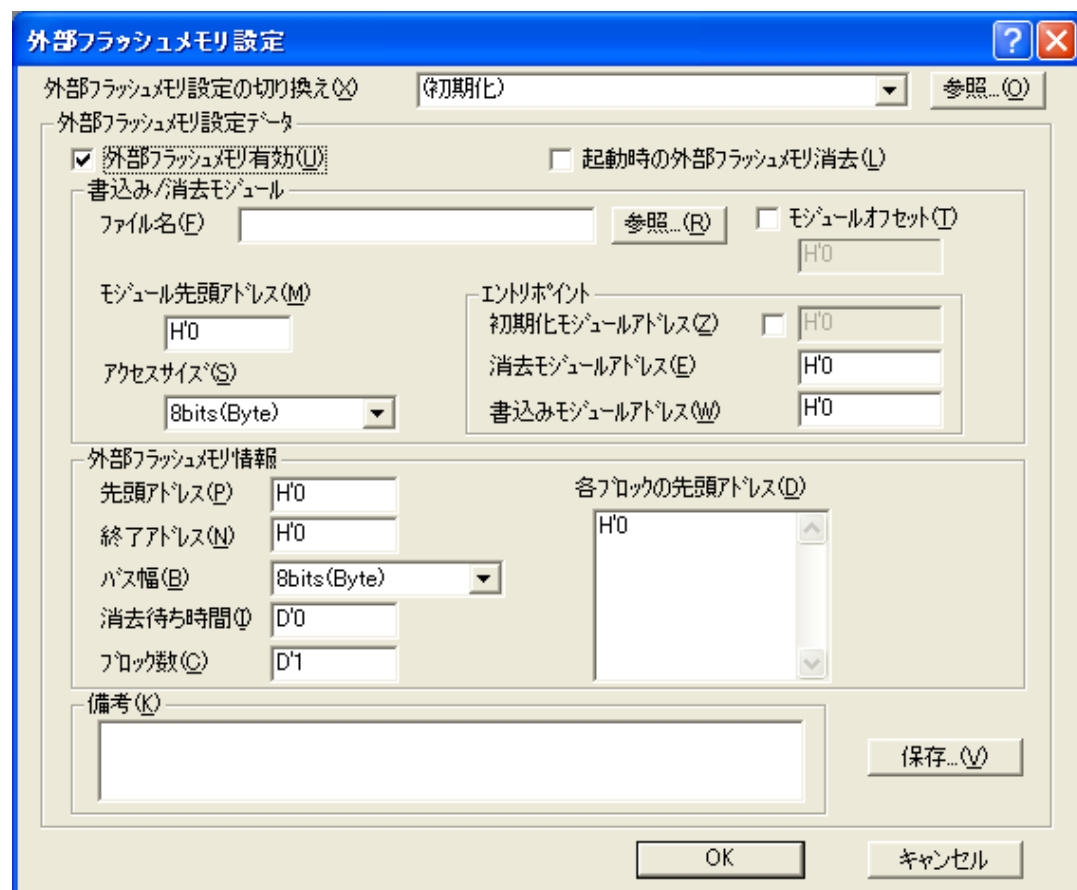 外部フラッシュメモリ設定
外部フラッシュメモリ設定の切り換え(X) (初期化) 参照...(O)
外部フラッシュメモリ設定データ
外部フラッシュメモリ有効(U) 起動時の外部フラッシュメモリ消去(L)
書込み/消去モジュール
ファイル名(F) 参照...(R) モジュールオフセット(T)
H'0
モジュール先頭アドレス(M)
H'0
アクセスサイズ(S)
8bits(Byte)
エントリポイント
初期化モジュールアドレス(Z) H'0
消去モジュールアドレス(E) H'0
書込みモジュールアドレス(W) H'0
外部フラッシュメモリ情報
先頭アドレス(P) H'0
終了アドレス(N) H'0
バス幅(B) 8bits(Byte)
消去待ち時間(I) D'0
ブロック数(C) D'1
各ブロックの先頭アドレス(D)
H'0
備考(K)
保存...(V)
OK キャンセル